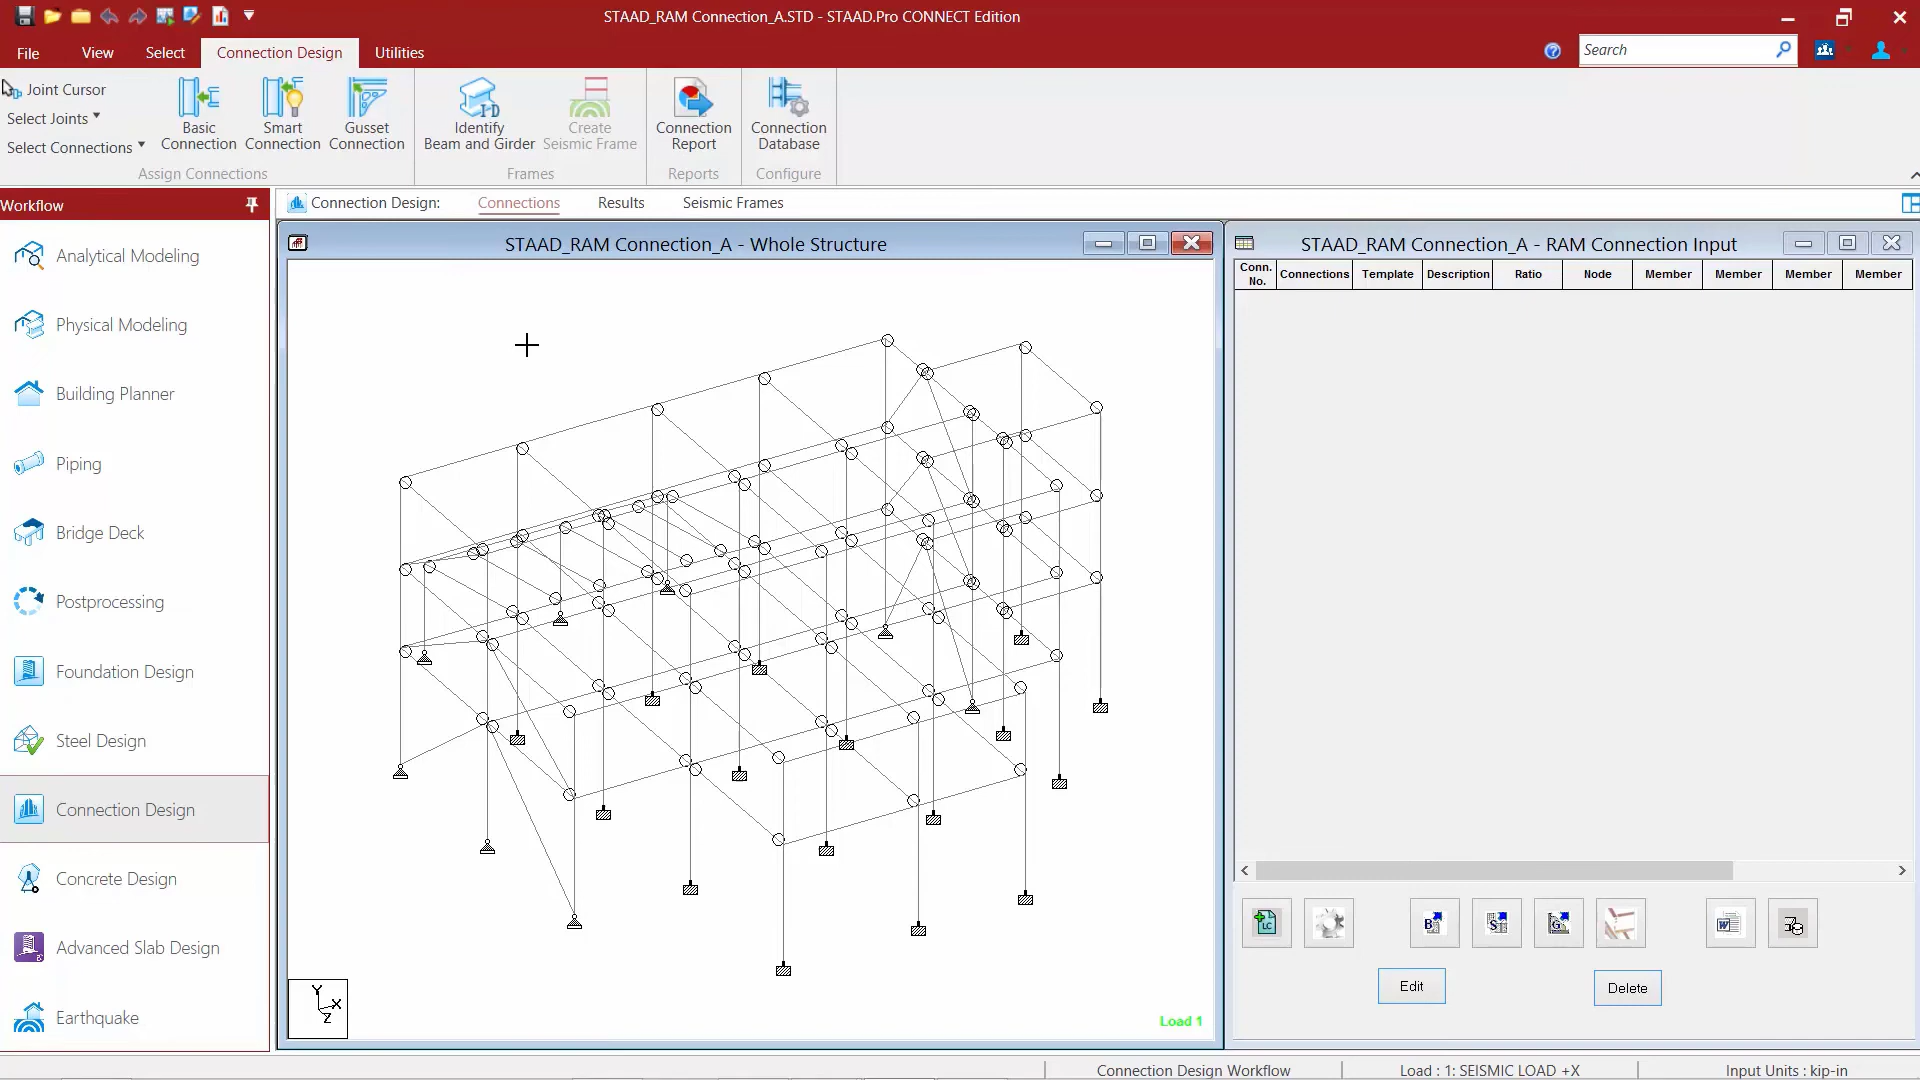 STAAD_RAM Connection_A.STD - STAAD.Pro CONNECT Edition
File
View
Select
Connection Design
Utilities
Search
Joint Cursor
Select Joints
Select Connections
Basic
Connection
Smart
Connection
Gusset
Connection
Assign Connections
Identify
Beam and Girder
Create
Seismic Frame
Frames
Connection
Report
Reports
Connection
Database
Configure
Workflow
Analytical Modeling
Physical Modeling
Building Planner
Piping
Bridge Deck
Postprocessing
Foundation Design
Steel Design
Connection Design
Concrete Design
Advanced Slab Design
Earthquake
Connection Design:
Connections
Results
Seismic Frames
STAAD_RAM Connection_A - Whole Structure
Y
X
Z
Load 1
STAAD_RAM Connection_A - RAM Connection Input
Conn. No.
Connections
Template
Description
Ratio
Node
Member
Member
Member
Member
LC
B
S
G
W
Edit
Delete
Connection Design Workflow
Load : 1: SEISMIC LOAD +X
Input Units : kip-in